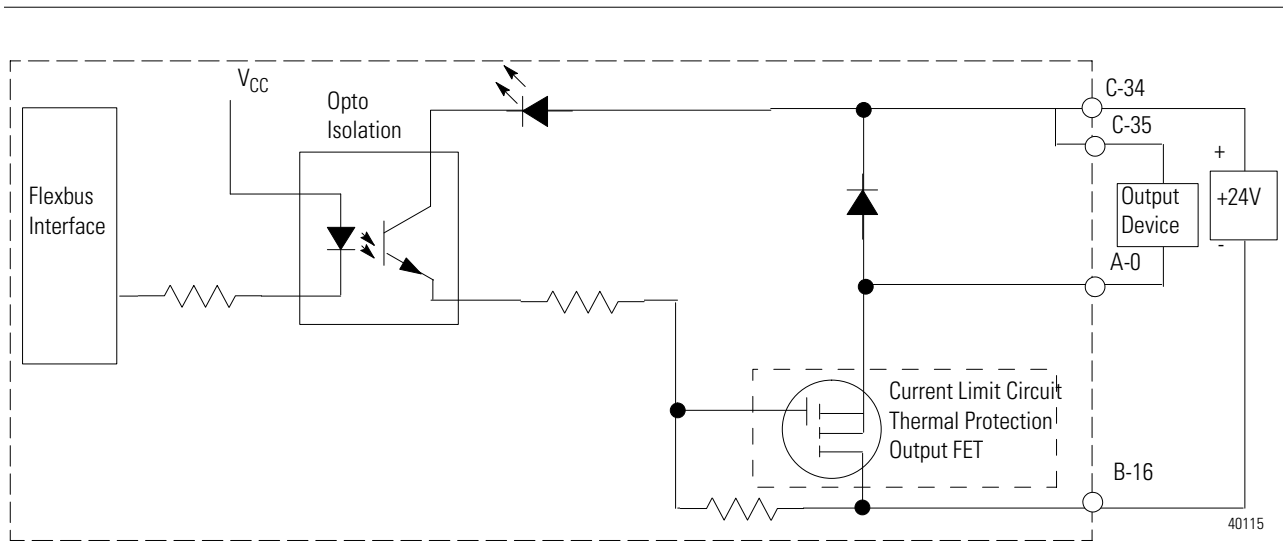 V_CC
Opto
Isolation
Flexbus
Interface
C-34
C-35
+
Output
Device
+24V
-
A-0
Current Limit Circuit
Thermal Protection
Output FET
B-16
40115